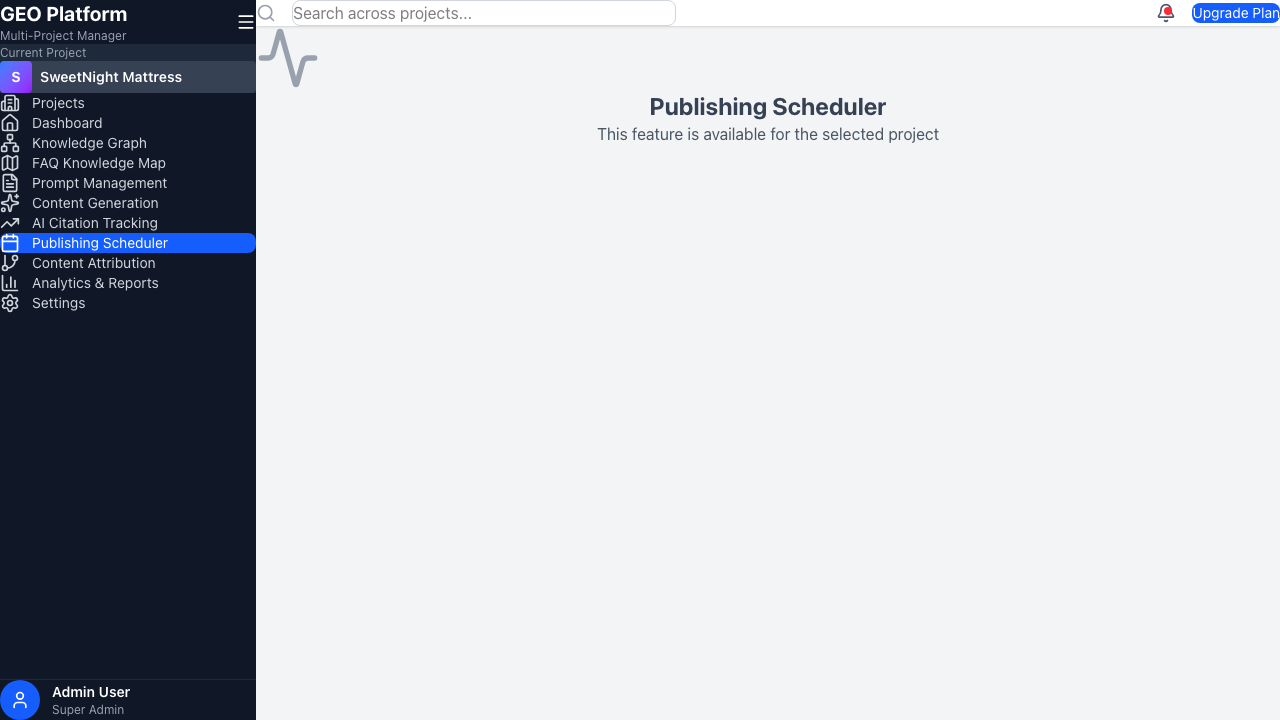 GEO Platform
Multi-Project Manager
Current Project
S SweetNight Mattress
Projects
Dashboard
Knowledge Graph
FAQ Knowledge Map
Prompt Management
Content Generation
AI Citation Tracking
Publishing Scheduler
Content Attribution
Analytics & Reports
Settings
Admin User
Super Admin
Search across projects...
Upgrade Plan
Publishing Scheduler
This feature is available for the selected project